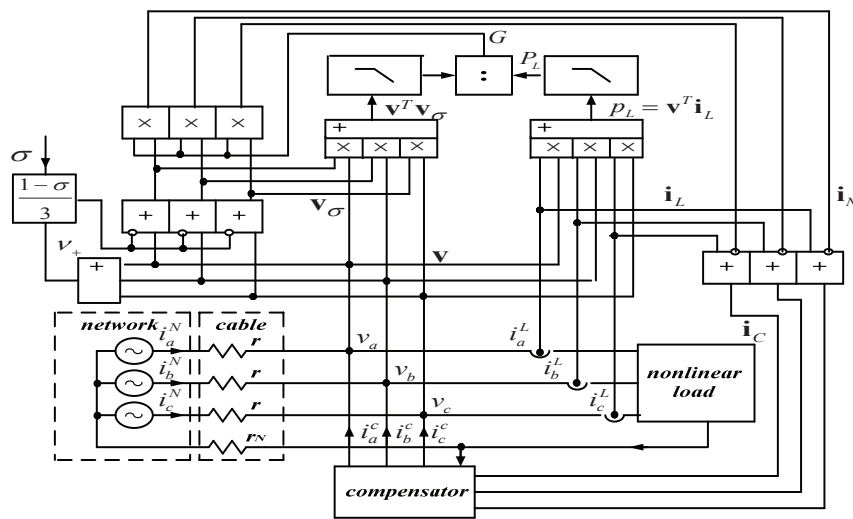 G
P_L
v^T v_σ
p_L = v^T i_L
+
× × ×
+
× × ×
× × ×
σ
1 − σ
3
v_σ
i_L
i_N
+ + +
v_+
+
v
+ + +
network
cable
i_C
i_a^N
r
v_a
i_a^L
i_b^N
r
v_b
i_b^L
nonlinear
load
i_c^N
r
v_c
i_c^L
r_N
i_a^c
i_b^c
i_c^c
compensator